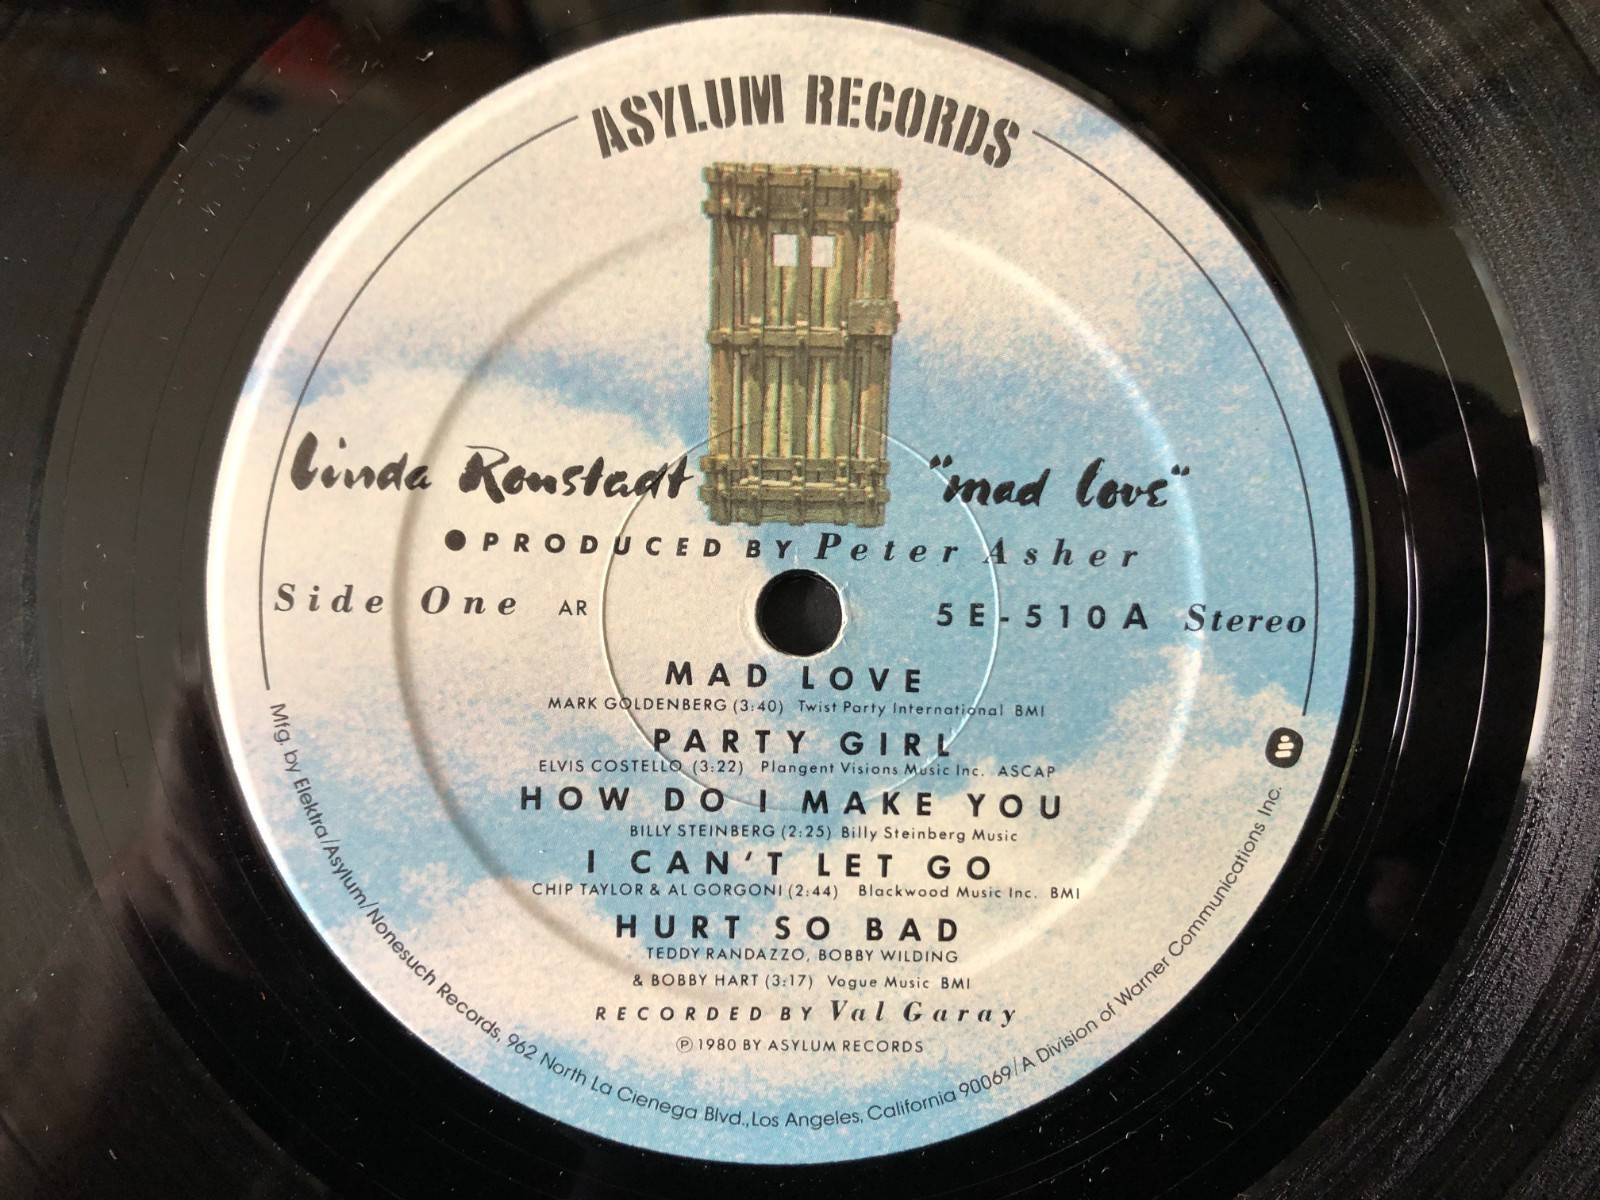 ASYLUM RECORDS
Linda Ronstadt "mad love"
●PRODUCED BY Peter Asher
Side One AR 5E-510A Stereo
MAD LOVE
MARK GOLDENBERG (3:40) Twist Party International BMI
PARTY GIRL
ELVIS COSTELLO (3:22) Plangent Visions Music Inc. ASCAP
HOW DO I MAKE YOU
BILLY STEINBERG (2:25) Billy Steinberg Music
I CAN'T LET GO
CHIP TAYLOR & AL GORGONI (2:44) Blackwood Music Inc. BMI
HURT SO BAD
TEDDY RANDAZZO, BOBBY WILDING
& BOBBY HART (3:17) Vogue Music BMI
RECORDED BY Val Garay
℗ 1980 BY ASYLUM RECORDS
Mfg. by Elektra/Asylum/Nonesuch Records, 962 North La Cienega Blvd., Los Angeles, California 90069/A Division of Warner Communications Inc.